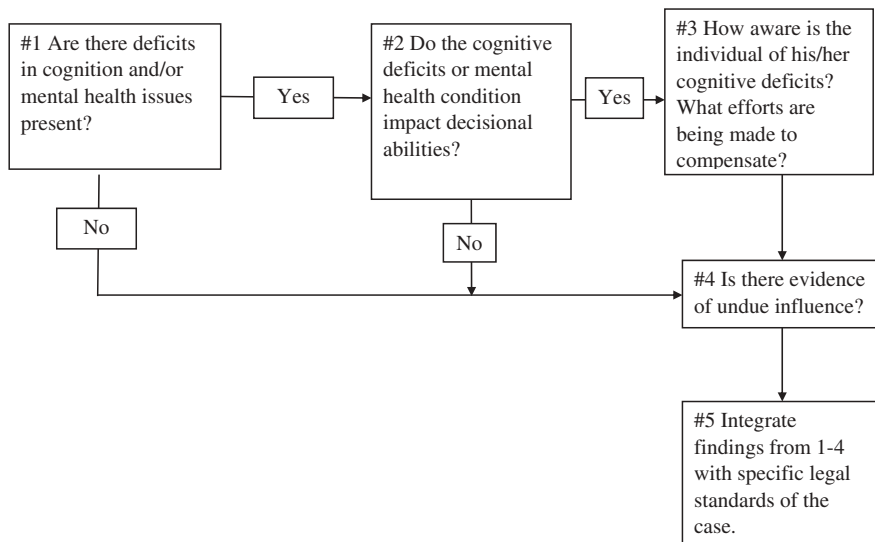 #1 Are there deficits
in cognition and/or
mental health issues
present?
Yes
#2 Do the cognitive
deficits or mental
health condition
impact decisional
abilities?
Yes
#3 How aware is the
individual of his/her
cognitive deficits?
What efforts are
being made to
compensate?
No
No
#4 Is there evidence
of undue influence?
#5 Integrate
findings from 1-4
with specific legal
standards of the
case.